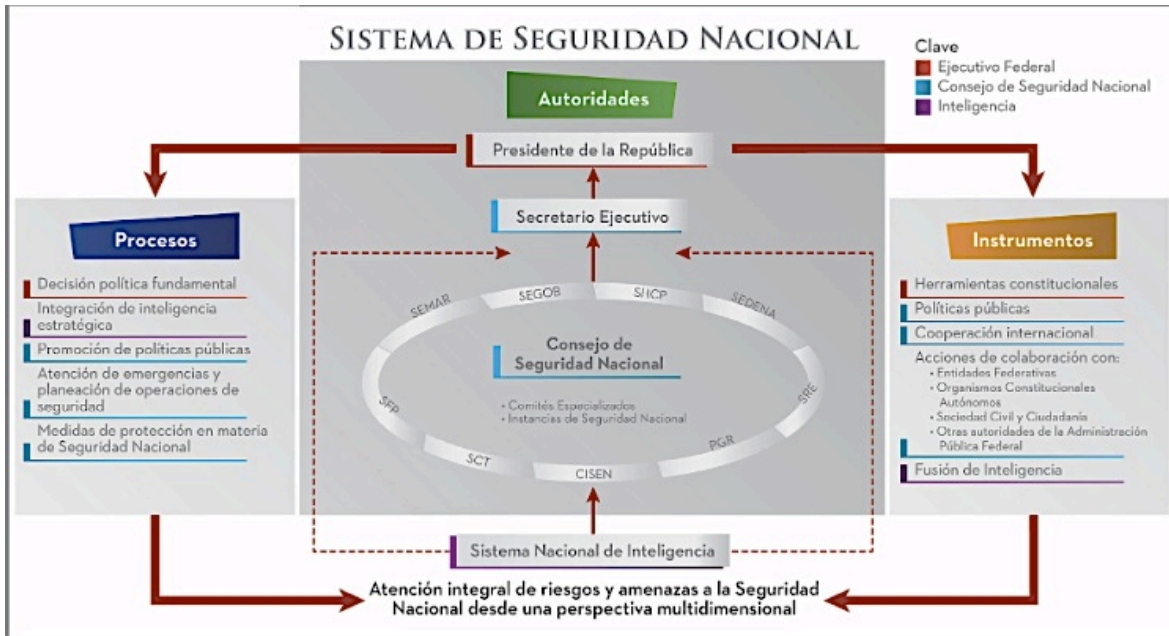 SISTEMA DE SEGURIDAD NACIONAL
Clave
Ejecutivo Federal
Consejo de Seguridad Nacional
Inteligencia
Autoridades
Presidente de la República
Secretario Ejecutivo
SEMAR
SEGOB
SHCP
SEDENA
SRE
PGR
CISEN
SCT
SFP
Consejo de
Seguridad Nacional
• Comités Especializados
• Instancias de Seguridad Nacional
Sistema Nacional de Inteligencia
Procesos
Decisión política fundamental
Integración de inteligencia
estratégica
Promoción de políticas públicas
Atención de emergencias y
planeación de operaciones de
seguridad
Medidas de protección en materia
de Seguridad Nacional
Instrumentos
Herramientas constitucionales
Políticas públicas
Cooperación internacional
Acciones de colaboración con:
• Entidades Federativas
• Organismos Constitucionales
Autónomos
• Sociedad Civil y Ciudadanía
• Otras autoridades de la Administración
Pública Federal
Fusión de Inteligencia
Atención integral de riesgos y amenazas a la Seguridad
Nacional desde una perspectiva multidimensional